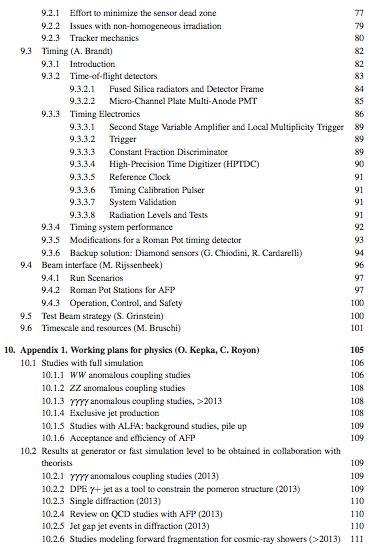 9.2.1 Effort to minimize the sensor dead zone 77
9.2.2 Issues with non-homogeneous irradiation 79
9.2.3 Tracker mechanics 80
9.3 Timing (A. Brandt) 82
9.3.1 Introduction 82
9.3.2 Time-of-flight detectors 83
9.3.2.1 Fused Silica radiators and Detector Frame 84
9.3.2.2 Micro-Channel Plate Multi-Anode PMT 85
9.3.3 Timing Electronics 86
9.3.3.1 Second Stage Variable Amplifier and Local Multiplicity Trigger 89
9.3.3.2 Trigger 89
9.3.3.3 Constant Fraction Discriminator 89
9.3.3.4 High-Precision Time Digitizer (HPTDC) 90
9.3.3.5 Reference Clock 91
9.3.3.6 Timing Calibration Pulser 91
9.3.3.7 System Validation 91
9.3.3.8 Radiation Levels and Tests 91
9.3.4 Timing system performance 92
9.3.5 Modifications for a Roman Pot timing detector 93
9.3.6 Backup solution: Diamond sensors (G. Chiodini, R. Cardarelli) 94
9.4 Beam interface (M. Rijssenbeek) 96
9.4.1 Run Scenarios 97
9.4.2 Roman Pot Stations for AFP 97
9.4.3 Operation, Control, and Safety 100
9.5 Test Beam strategy (S. Grinstein) 100
9.6 Timescale and resources (M. Bruschi) 101
10. Appendix 1. Working plans for physics (O. Kepka, C. Royon) 105
10.1 Studies with full simulation 106
10.1.1 WW anomalous coupling studies 106
10.1.2 ZZ anomalous coupling studies 108
10.1.3 γγγγ anomalous coupling studies, >2013 108
10.1.4 Exclusive jet production 108
10.1.5 Studies with ALFA: background studies, pile up 109
10.1.6 Acceptance and efficiency of AFP 109
10.2 Results at generator or fast simulation level to be obtained in collaboration with
theorists 109
10.2.1 γγγγ anomalous coupling studies (2013) 109
10.2.2 DPE γ+ jet as a tool to constrain the pomeron structure (2013) 109
10.2.3 Single diffraction (2013) 110
10.2.4 Review on QCD studies with AFP (2013) 110
10.2.5 Jet gap jet events in diffraction (2013) 110
10.2.6 Studies modeling forward fragmentation for cosmic-ray showers (>2013) 111